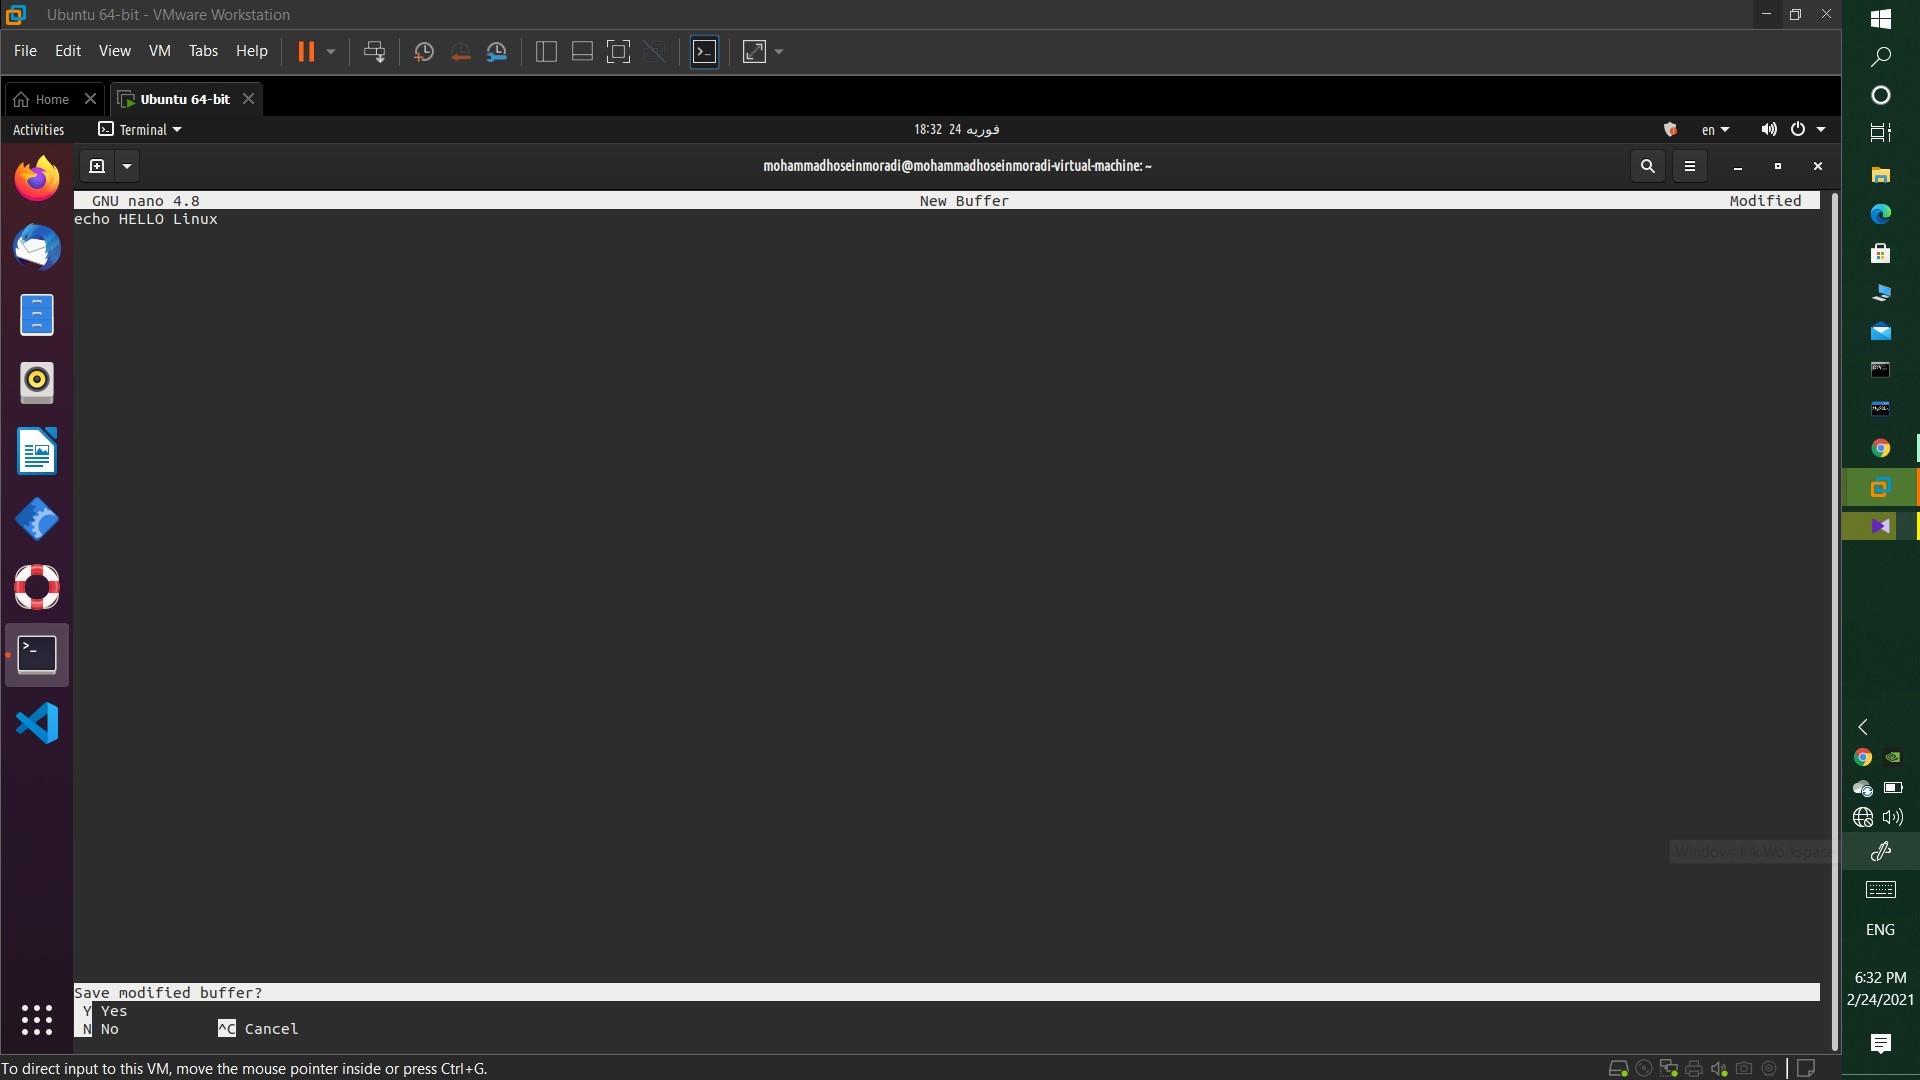 Ubuntu 64-bit - VMware Workstation
File Edit View VM Tabs Help
Home Ubuntu 64-bit
Activities Terminal 18:32 24 فوریه en
mohammadhoseinmoradi@mohammadhoseinmoradi-virtual-machine: ~
GNU nano 4.8 New Buffer Modified
echo HELLO Linux
Windows Ink Workspace
ENG
6:32 PM
2/24/2021
Save modified buffer?
Y Yes
N No ^C Cancel
To direct input to this VM, move the mouse pointer inside or press Ctrl+G.